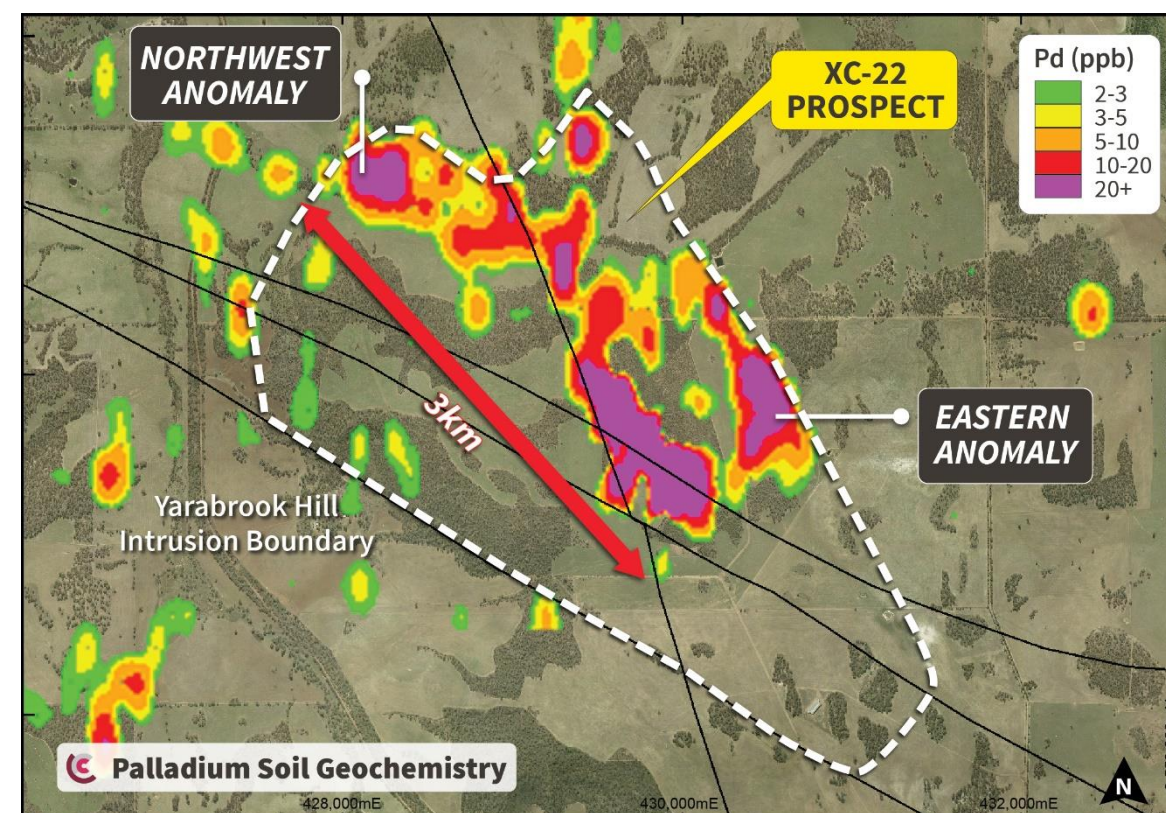 NORTHWEST
ANOMALY
XC-22
PROSPECT
Pd (ppb)
2-3
3-5
5-10
10-20
20+
3km
EASTERN
ANOMALY
Yarabrook Hill
Intrusion Boundary
Palladium Soil Geochemistry
428,000mE
430,000mE
432,000mE
N